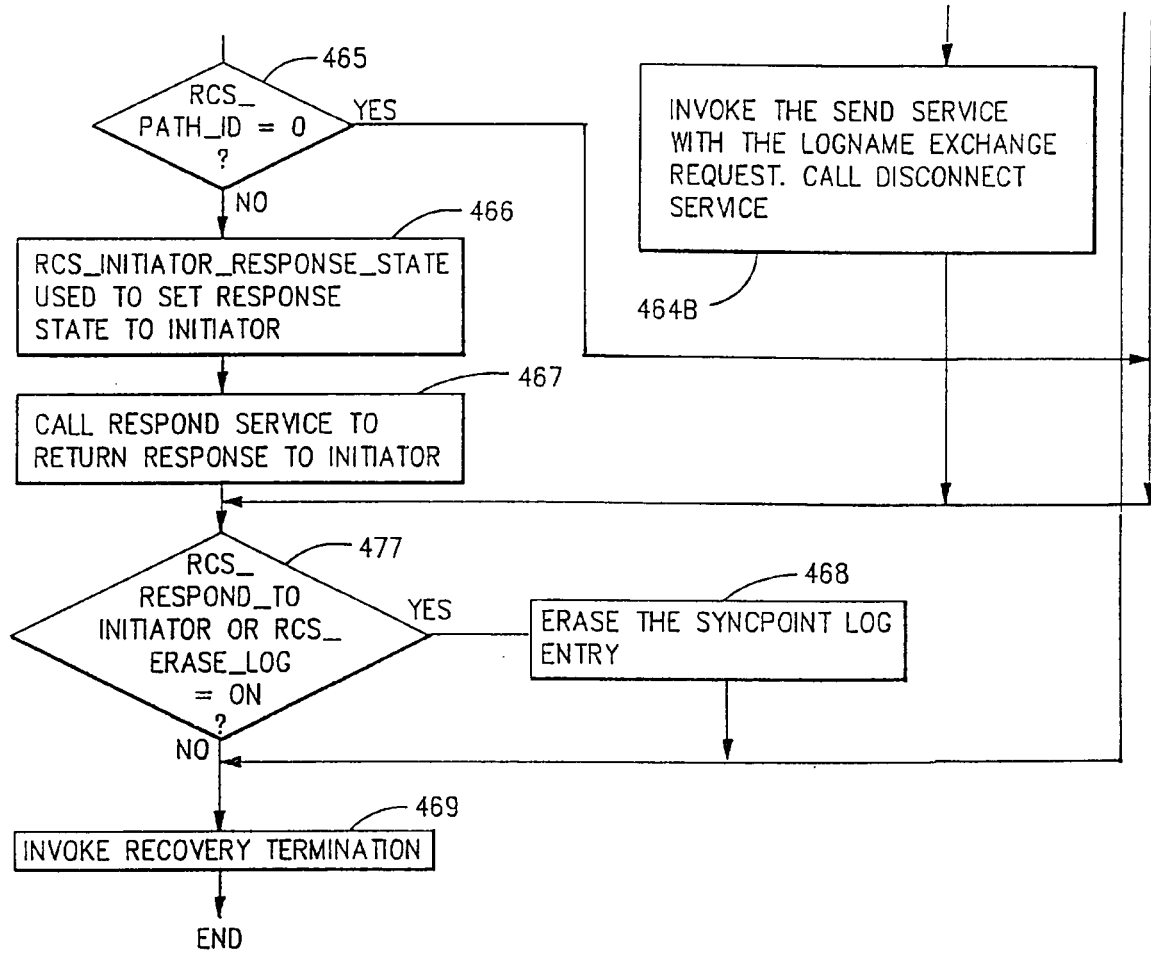 465
RCS_
PATH_ID = 0
?
YES
NO
INVOKE THE SEND SERVICE
WITH THE LOGNAME EXCHANGE
REQUEST. CALL DISCONNECT
SERVICE
464B
466
RCS_INITIATOR_RESPONSE_STATE
USED TO SET RESPONSE
STATE TO INITIATOR
467
CALL RESPOND SERVICE TO
RETURN RESPONSE TO INITIATOR
477
RCS_
RESPOND_TO
INITIATOR OR RCS_
ERASE_LOG
= ON
?
YES
NO
468
ERASE THE SYNCPOINT LOG
ENTRY
469
INVOKE RECOVERY TERMINATION
END